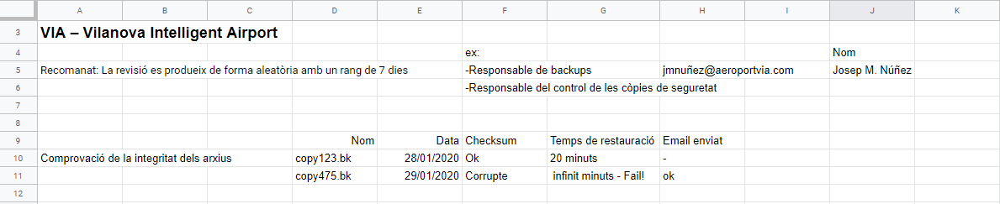 A B C D E F G H I J K
3 VIA – Vilanova Intelligent Airport
4 ex: Nom
5 Recomanat: La revisió es produeix de forma aleatòria amb un rang de 7 dies -Responsable de backups jmnuñez@aeroportvia.com Josep M. Núñez
6 -Responsable del control de les còpies de seguretat
7
8
9 Nom Data Checksum Temps de restauració Email enviat
10 Comprovació de la integritat dels arxius copy123.bk 28/01/2020 Ok 20 minuts -
11 copy475.bk 29/01/2020 Corrupte infinit minuts - Fail! ok
12